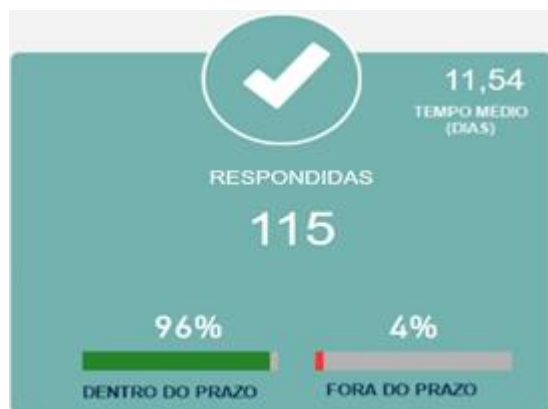 11,54
TEMPO MÉDIO
(DIAS)
RESPONDIDAS
115
96%
4%
DENTRO DO PRAZO
FORA DO PRAZO